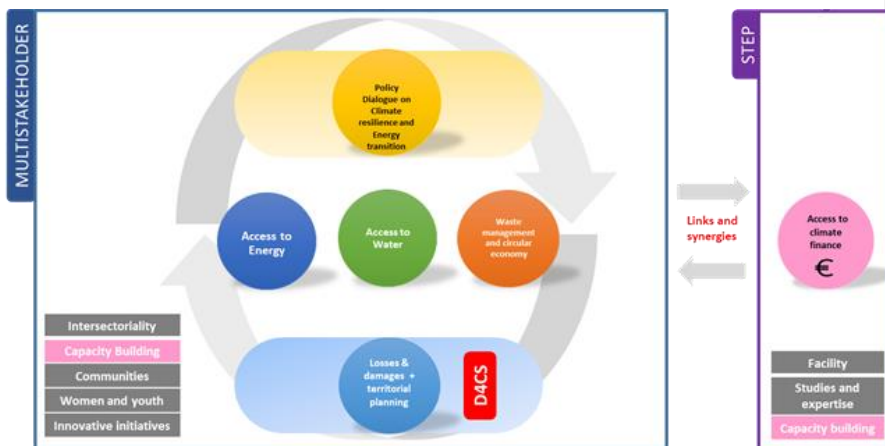 MULTISTAKEHOLDER
Policy
Dialogue on
Climate
resilience and
Energy
transition
Access to
Energy
Access to
Water
Waste
management
and circular
economy
Intersectoriality
Capacity Building
Communities
Women and youth
Innovative initiatives
Losses &
damages +
territorial
planning
D4CS
Links and
synergies
STEP
Access to
climate
finance
€
Facility
Studies and
expertise
Capacity building